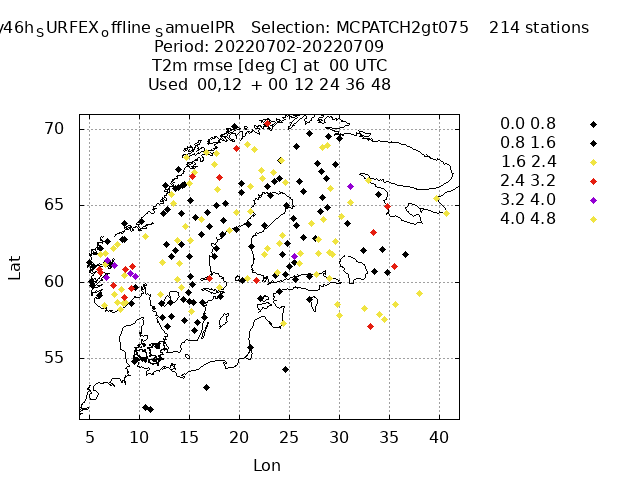 y46hSURFEXoffline samuelPR Selection: MCPATCH2gt075 214 stations
Period: 20220702-20220709
T2m rmse [deg C] at 00 UTC
Used 00,12 + 00 12 24 36 48
0.0 0.8
0.8 1.6
1.6 2.4
2.4 3.2
3.2 4.0
4.0 4.8
70
65
60
55
Lat
5 10 15 20 25 30 35 40
Lon